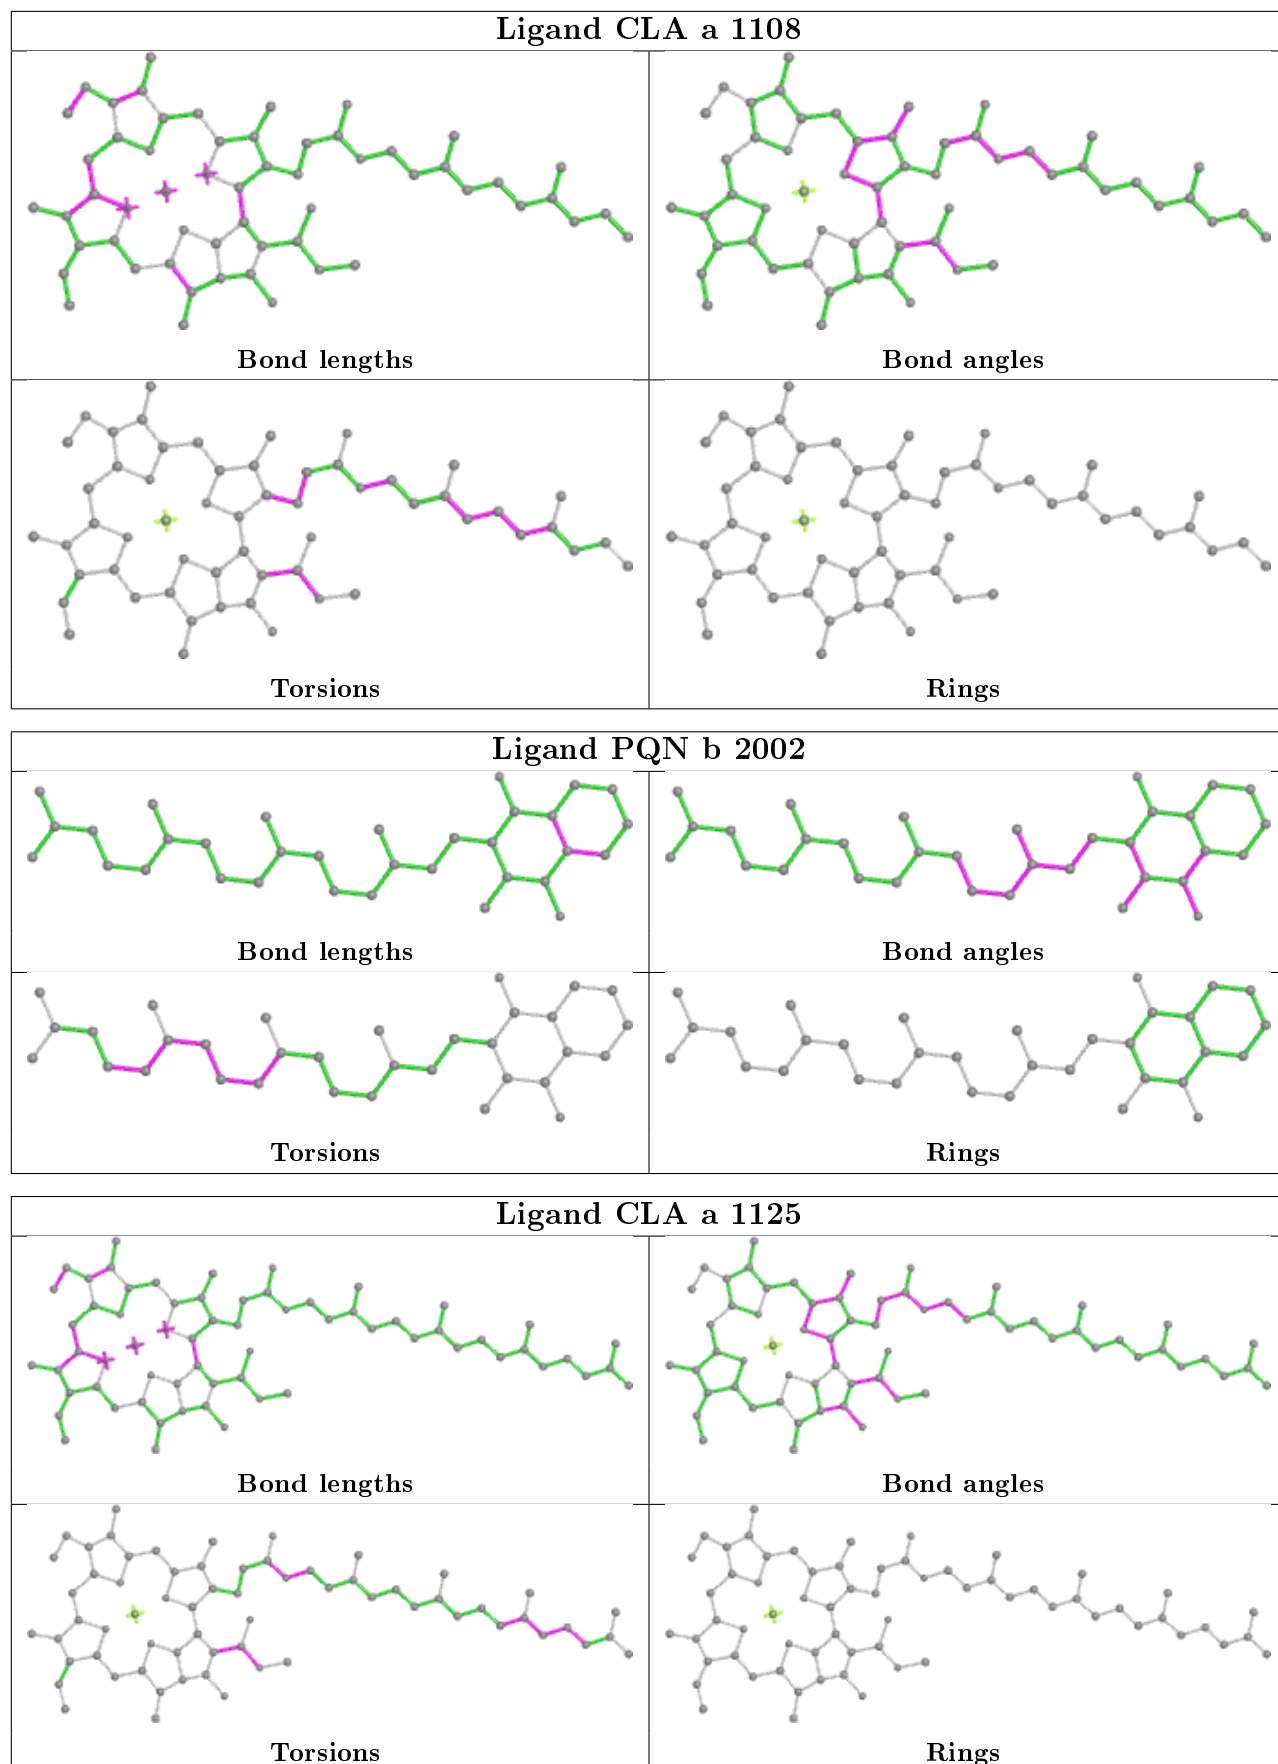 Ligand CLA a 1108
Bond lengths
Bond angles
Torsions
Rings
Ligand PQN b 2002
Bond lengths
Bond angles
Torsions
Rings
Ligand CLA a 1125
Bond lengths
Bond angles
Torsions
Rings